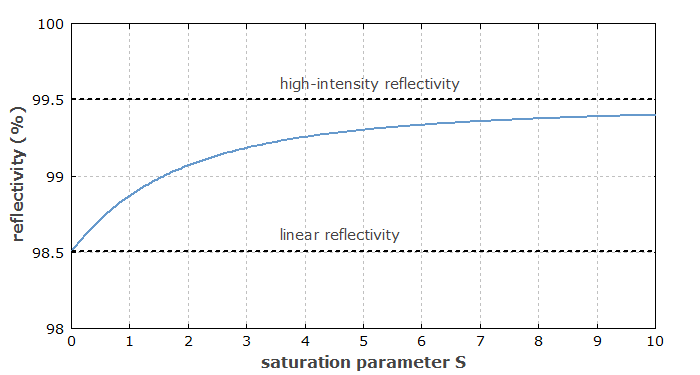 100
99.5
99
98.5
98
reflectivity (%)
high-intensity reflectivity
linear reflectivity
0 1 2 3 4 5 6 7 8 9 10
saturation parameter S